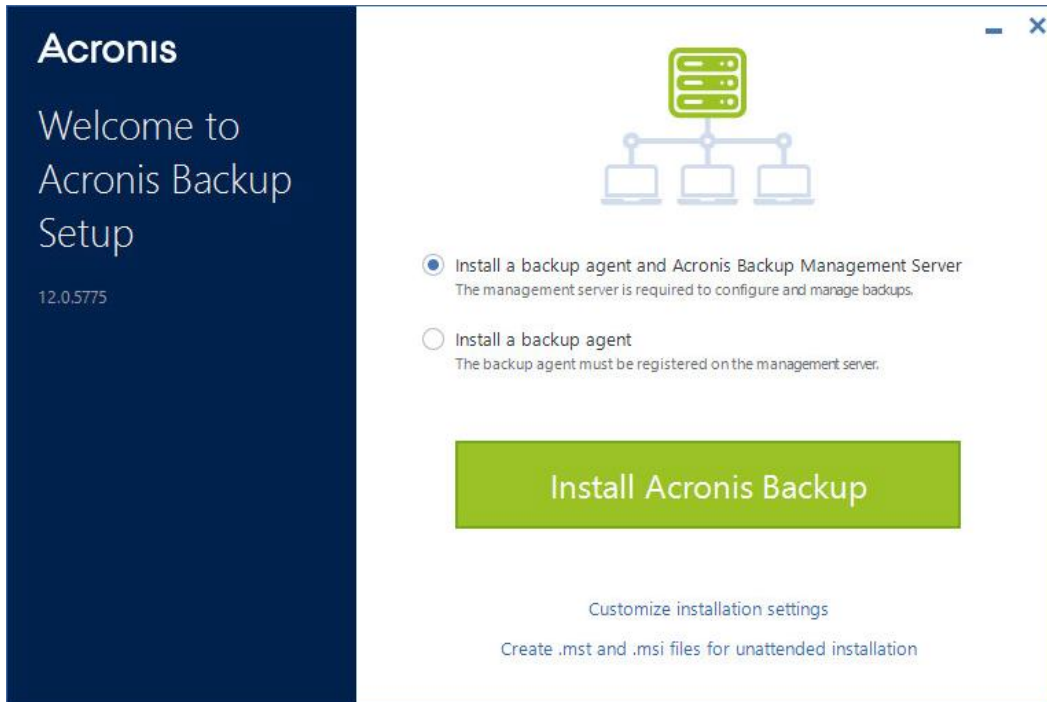 Acronis
Welcome to
Acronis Backup
Setup
12.0.5775
Install a backup agent and Acronis Backup Management Server
The management server is required to configure and manage backups.
Install a backup agent
The backup agent must be registered on the management server.
Install Acronis Backup
Customize installation settings
Create .mst and .msi files for unattended installation